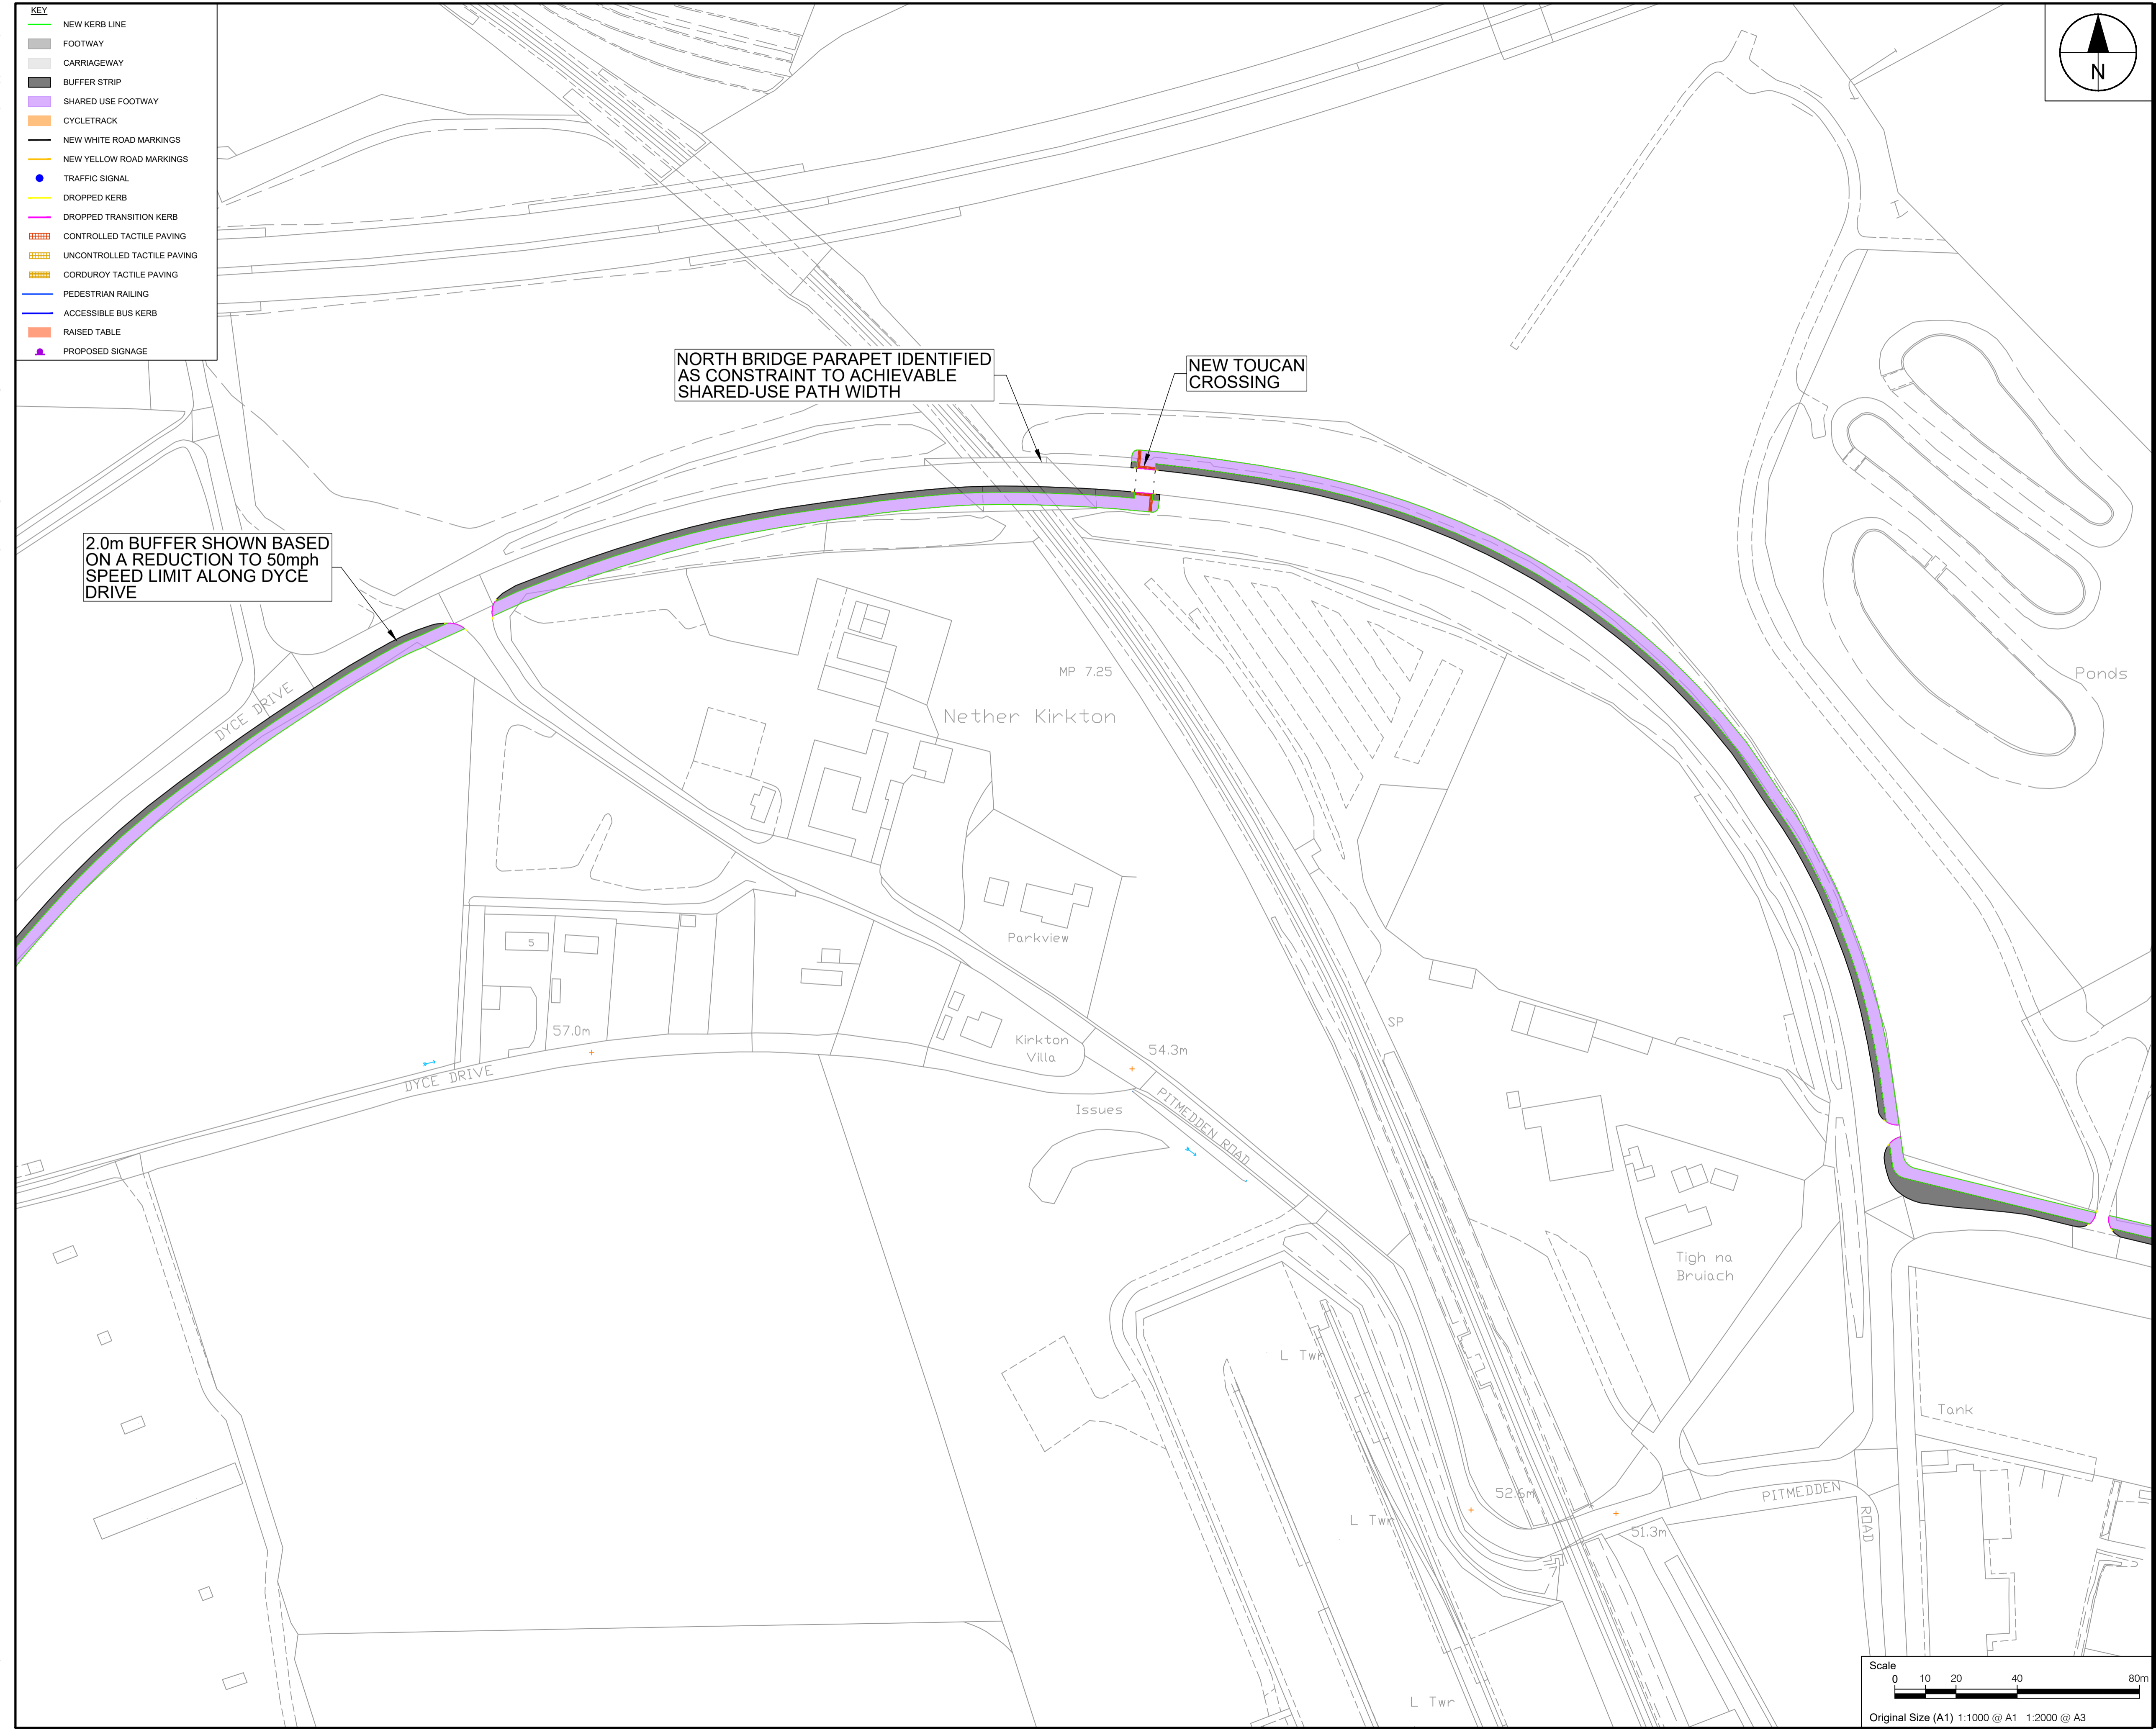 KEY
NEW KERB LINE
FOOTWAY
CARRIAGEWAY
BUFFER STRIP
SHARED USE FOOTWAY
CYCLETRACK
NEW WHITE ROAD MARKINGS
NEW YELLOW ROAD MARKINGS
TRAFFIC SIGNAL
DROPPED KERB
DROPPED TRANSITION KERB
CONTROLLED TACTILE PAVING
UNCONTROLLED TACTILE PAVING
CORDUROY TACTILE PAVING
PEDESTRIAN RAILING
ACCESSIBLE BUS KERB
RAISED TABLE
PROPOSED SIGNAGE
N
NORTH BRIDGE PARAPET IDENTIFIED
AS CONSTRAINT TO ACHIEVABLE
SHARED-USE PATH WIDTH
NEW TOUCAN
CROSSING
2.0m BUFFER SHOWN BASED
ON A REDUCTION TO 50mph
SPEED LIMIT ALONG DYCE
DRIVE
DYCE DRIVE
MP 7.25
Nether Kirkton
Ponds
Parkview
5
57.0m
DYCE DRIVE
Kirkton
Villa
54.3m
SP
Issues
PITMEDDEN ROAD
Tigh na
Bruiach
L Twr
Tank
52.6m
L Twr
51.3m
PITMEDDEN
ROAD
L Twr
Scale
0 10 20 40 80m
Original Size (A1) 1:1000 @ A1 1:2000 @ A3